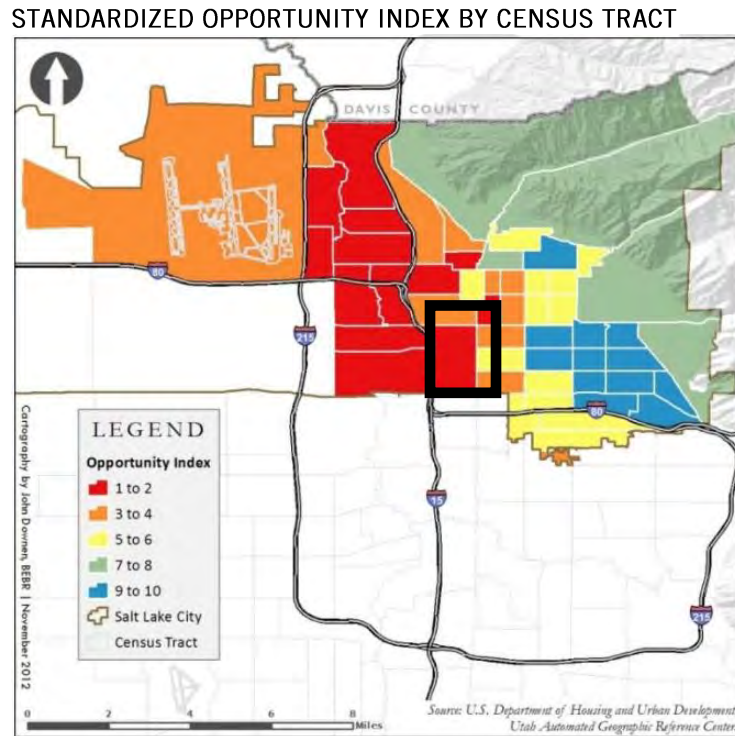 STANDARDIZED OPPORTUNITY INDEX BY CENSUS TRACT
DAVIS COUNTY
80
215
80
15
215
LEGEND
Opportunity Index
1 to 2
3 to 4
5 to 6
7 to 8
9 to 10
Salt Lake City
Census Tract
Cartography by John Downen, BEBR | November 2012
0 2 4 8
Miles
Source: U.S. Department of Housing and Urban Development
Utah Automated Geographic Reference Center